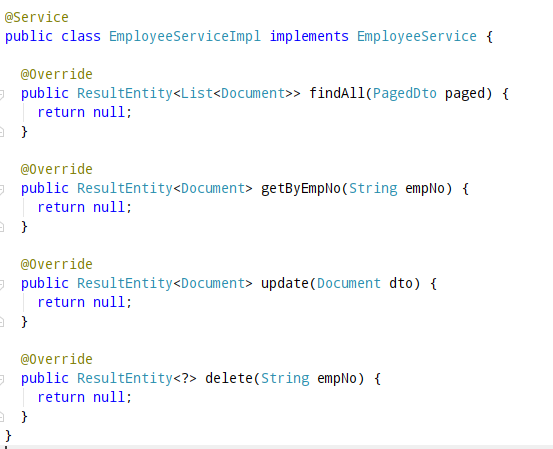 @Service
public class EmployeeServiceImpl implements EmployeeService {
@Override
public ResultEntity<List<Document>> findAll(PagedDto paged) {
return null;
}
@Override
public ResultEntity<Document> getByEmpNo(String empNo) {
return null;
}
@Override
public ResultEntity<Document> update(Document dto) {
return null;
}
@Override
public ResultEntity<?> delete(String empNo) {
return null;
}
}